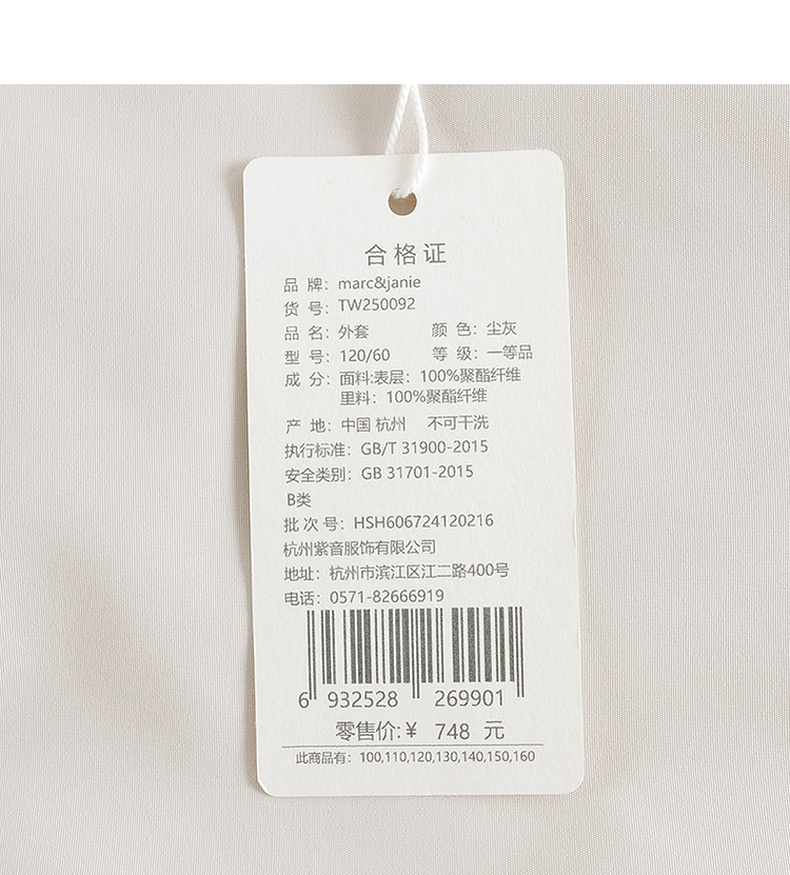 合格证
品 牌：marc&janie
货 号：TW250092
品 名：外套 颜 色：尘灰
型 号：120/60 等 级：一等品
成 分：面料:表层：100%聚酯纤维
里料：100%聚酯纤维
产 地：中国 杭州 不可干洗
执行标准：GB/T 31900-2015
安全类别：GB 31701-2015
B类
批 次 号：HSH606724120216
杭州紫音服饰有限公司
地址：杭州市滨江区江二路400号
电话：0571-82666919
6 932528 269901
零售价:￥ 748 元
此商品有：100,110,120,130,140,150,160